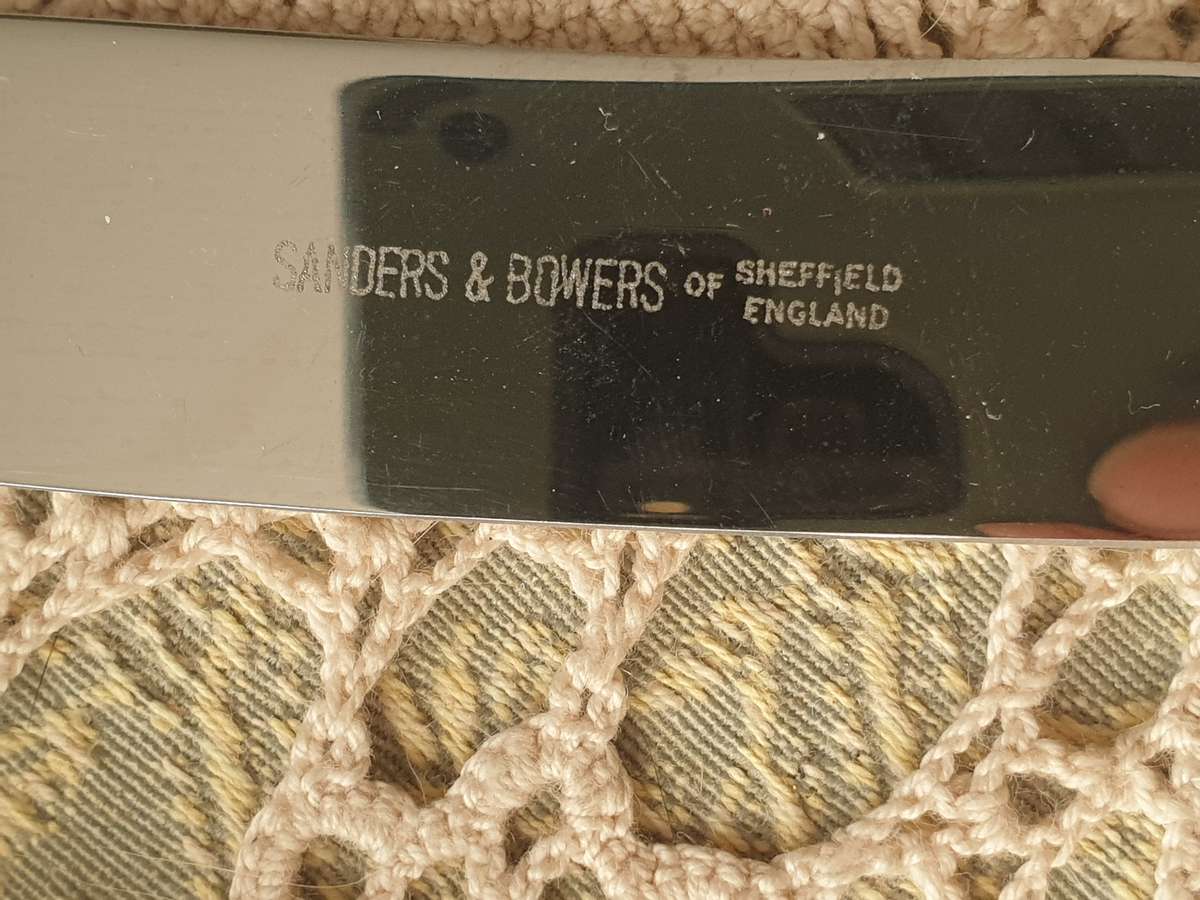 SANDERS & BOWERS OF SHEFFIELD
ENGLAND